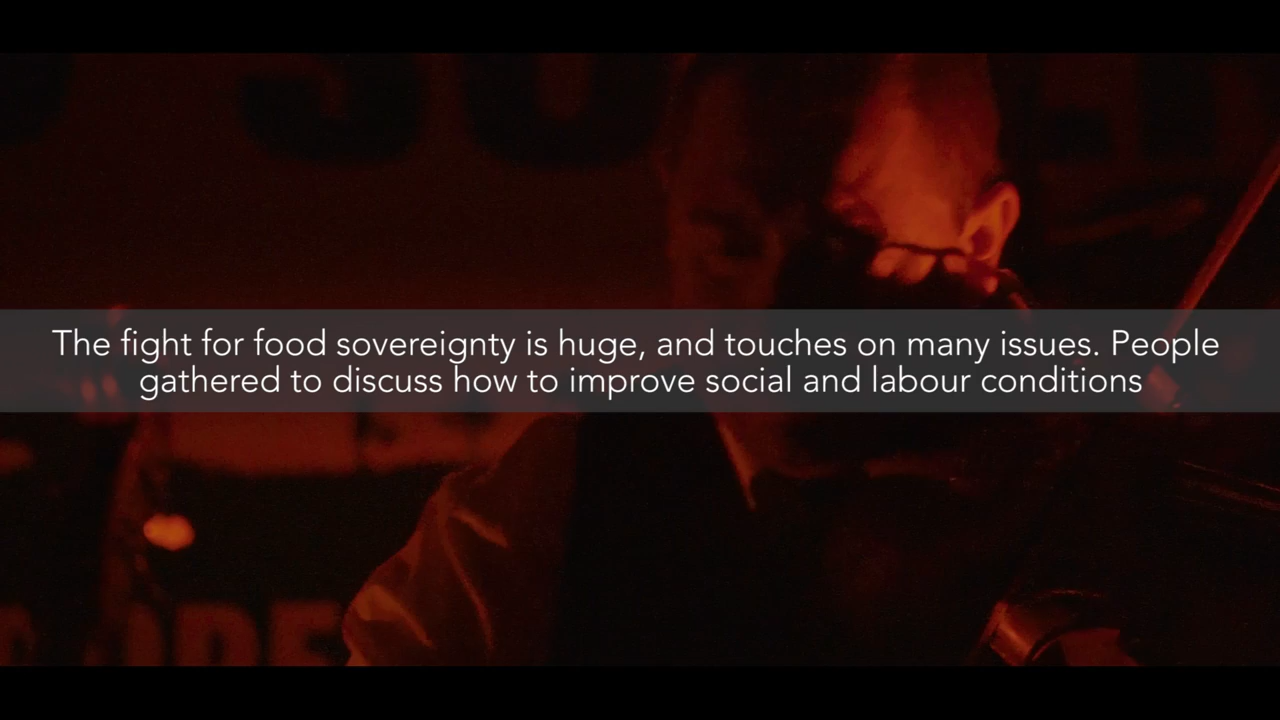 The fight for food sovereignty is huge, and touches on many issues. People
gathered to discuss how to improve social and labour conditions